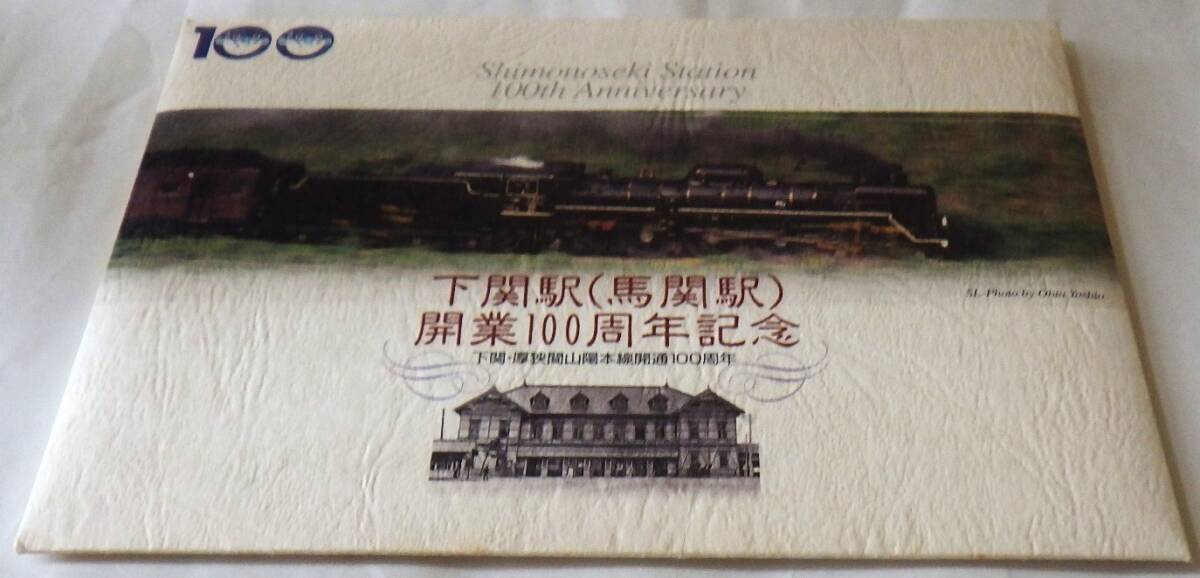 100
Shimonoseki Station
100th Anniversary
下関駅(馬関駅)
SL-Photo by Ohta Yoshio
開業100周年記念
下関・厚狭間山陽本線開通100周年